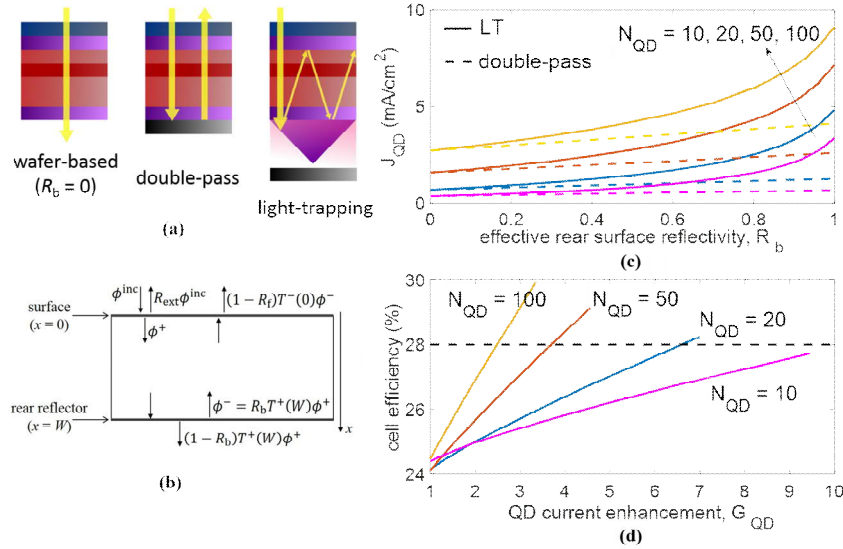 wafer-based
(R_b = 0)
double-pass
light-trapping
(a)
ϕ^inc
R_ext ϕ^inc
(1 − R_f)T^−(0)ϕ^−
surface
(x = 0)
ϕ^+
rear reflector
(x = W)
ϕ^− = R_b T^+(W)ϕ^+
x
(1 − R_b)T^+(W)ϕ^+
(b)
J_QD (mA/cm^2)
10
5
0
LT
double-pass
N_QD = 10, 20, 50, 100
0 0.2 0.4 0.6 0.8 1
effective rear surface reflectivity, R_b
(c)
cell efficiency (%)
30
28
26
24
N_QD = 100
N_QD = 50
N_QD = 20
N_QD = 10
1 2 3 4 5 6 7 8 9 10
QD current enhancement, G_QD
(d)